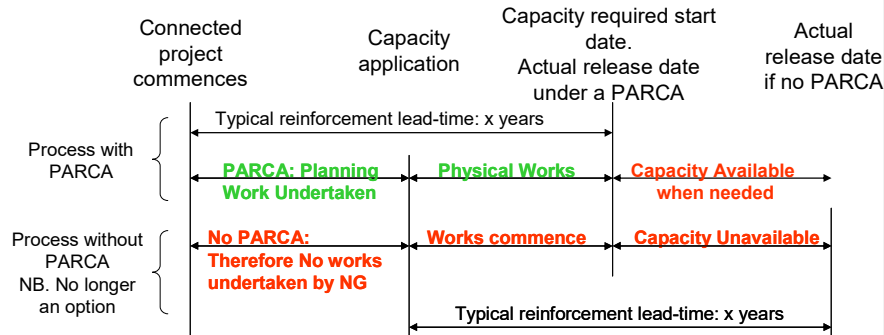 Connected
project
commences
Capacity
application
Capacity required start
date.
Actual release date
under a PARCA
Actual
release date
if no PARCA
Typical reinforcement lead-time: x years
Process with
PARCA
PARCA: Planning
Work Undertaken
Physical Works
Capacity Available
when needed
Process without
PARCA
NB. No longer
an option
No PARCA:
Therefore No works
undertaken by NG
Works commence
Capacity Unavailable
Typical reinforcement lead-time: x years